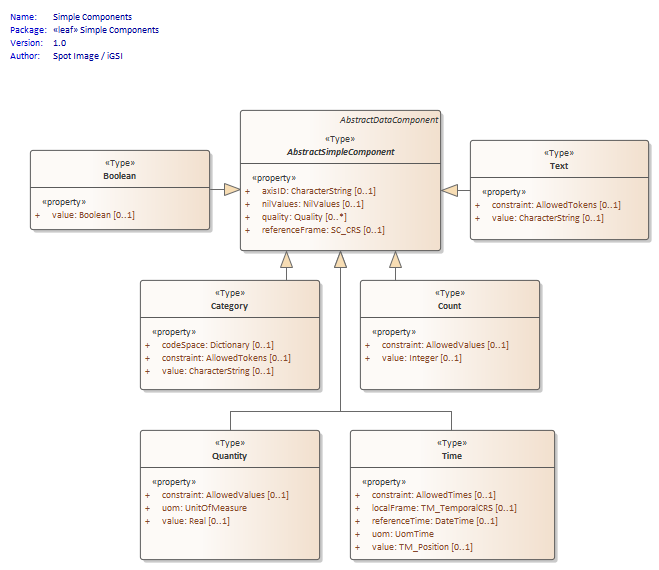 Name: Simple Components
Package: «leaf» Simple Components
Version: 1.0
Author: Spot Image / iGSI
AbstractDataComponent
«Type»
AbstractSimpleComponent
«property»
+ axisID: CharacterString [0..1]
+ nilValues: NilValues [0..1]
+ quality: Quality [0..*]
+ referenceFrame: SC_CRS [0..1]
«Type»
Boolean
«property»
+ value: Boolean [0..1]
«Type»
Text
«property»
+ constraint: AllowedTokens [0..1]
+ value: CharacterString [0..1]
«Type»
Category
«property»
+ codeSpace: Dictionary [0..1]
+ constraint: AllowedTokens [0..1]
+ value: CharacterString [0..1]
«Type»
Count
«property»
+ constraint: AllowedValues [0..1]
+ value: Integer [0..1]
«Type»
Quantity
«property»
+ constraint: AllowedValues [0..1]
+ uom: UnitOfMeasure
+ value: Real [0..1]
«Type»
Time
«property»
+ constraint: AllowedTimes [0..1]
+ localFrame: TM_TemporalCRS [0..1]
+ referenceTime: DateTime [0..1]
+ uom: UomTime
+ value: TM_Position [0..1]